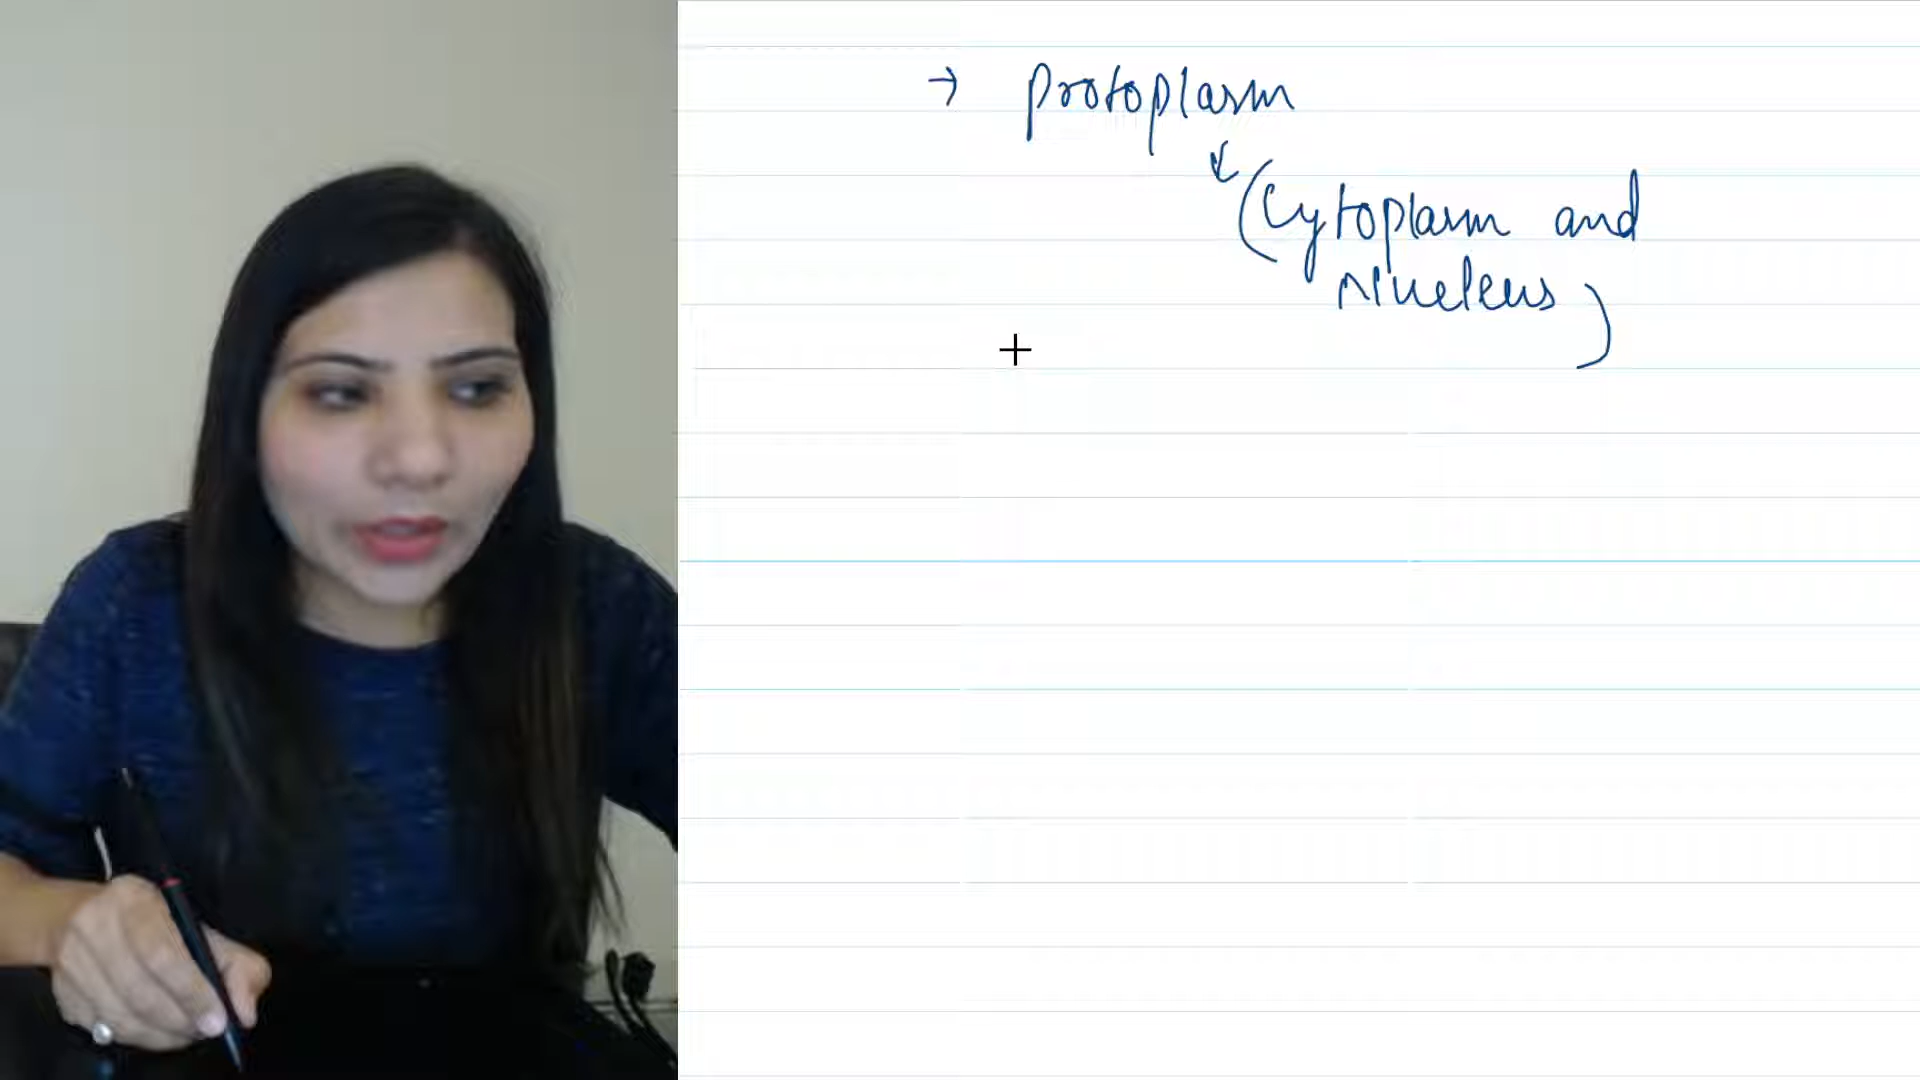 → Protoplasm
↓ (Cytoplasm and
Nucleus)